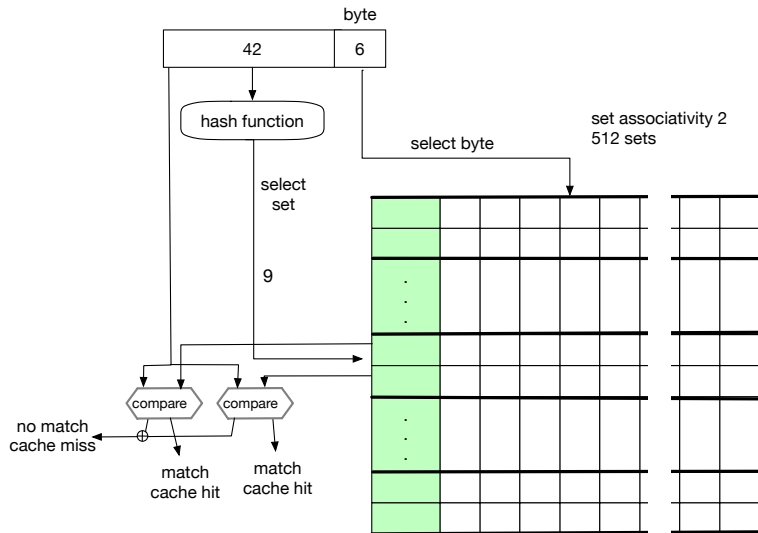 byte
42
6
hash function
set associativity 2
512 sets
select byte
select
set
9
compare
compare
no match
cache miss
match
cache hit
match
cache hit